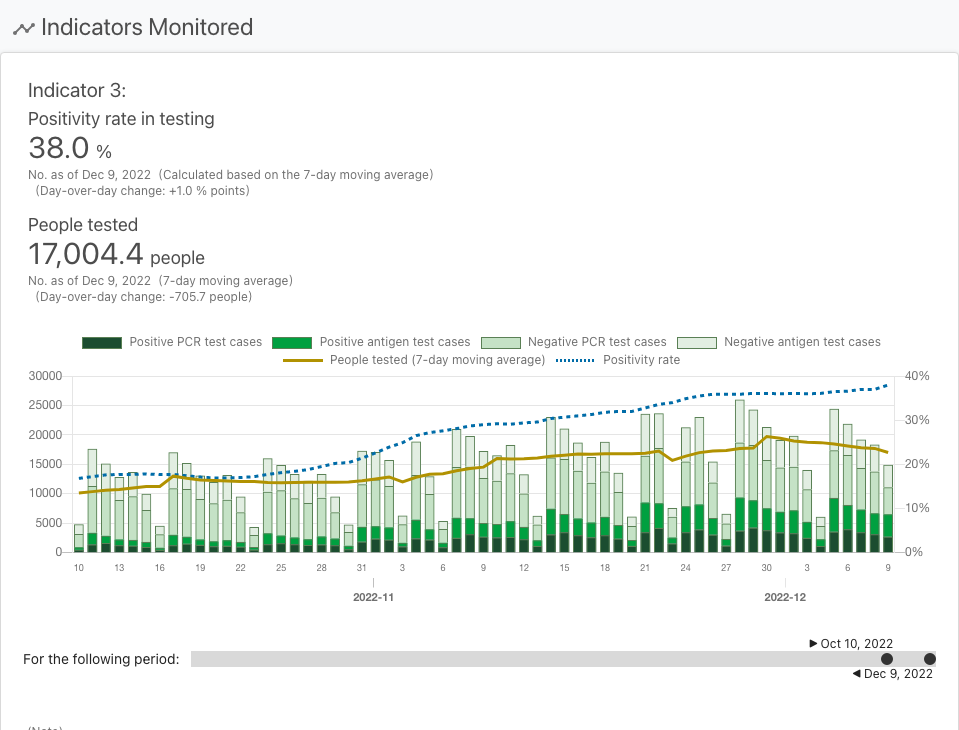 Indicators Monitored
Indicator 3:
Positivity rate in testing
38.0 %
No. as of Dec 9, 2022 (Calculated based on the 7-day moving average)
(Day-over-day change: +1.0 % points)
People tested
17,004.4 people
No. as of Dec 9, 2022 (7-day moving average)
(Day-over-day change: -705.7 people)
Positive PCR test cases Positive antigen test cases Negative PCR test cases Negative antigen test cases
People tested (7-day moving average) Positivity rate
30000 40%
25000
30%
20000
15000 20%
10000
10%
5000
0 0%
10 13 16 19 22 25 28 31 3 6 9 12 15 18 21 24 27 30 3 6 9
2022-11 2022-12
▶ Oct 10, 2022
For the following period:
◀ Dec 9, 2022
(Note)